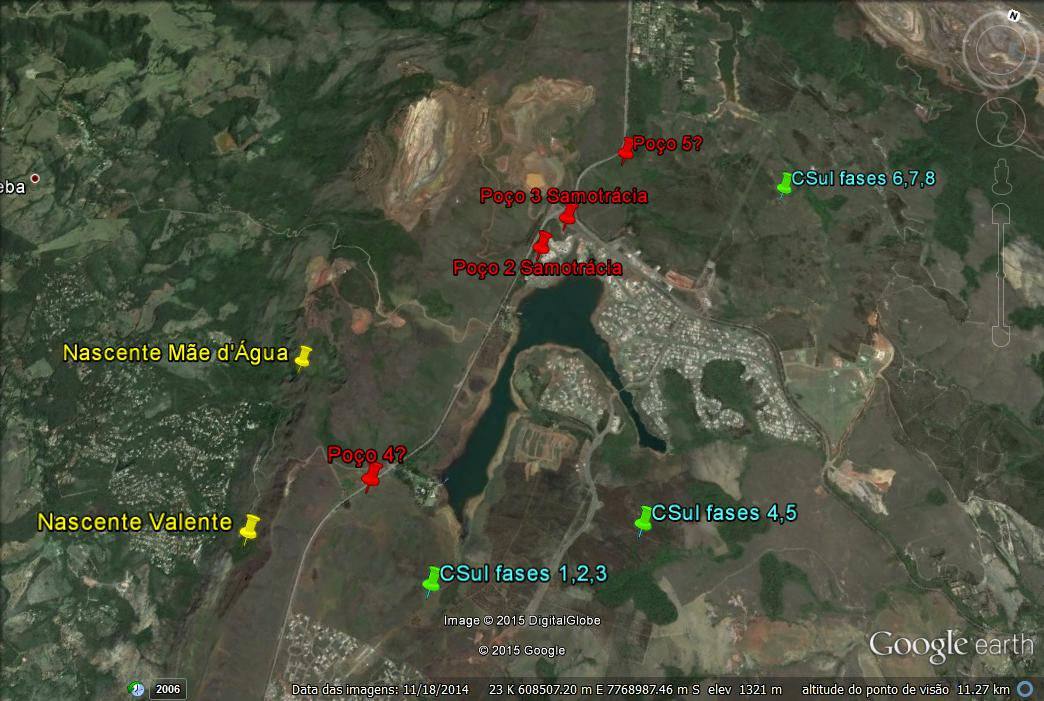 N
Poço 5?
eba
CSul fases 6,7,8
Poço 3 Samotrácia
Poço 2 Samotrácia
Nascente Mãe d'Água
Poço 4?
Nascente Valente
CSul fases 4,5
CSul fases 1,2,3
Image © 2015 DigitalGlobe
© 2015 Google
Google earth
2006
Data das imagens: 11/18/2014 23 K 608507.20 m E 7768987.46 m S elev 1321 m altitude do ponto de visão 11.27 km